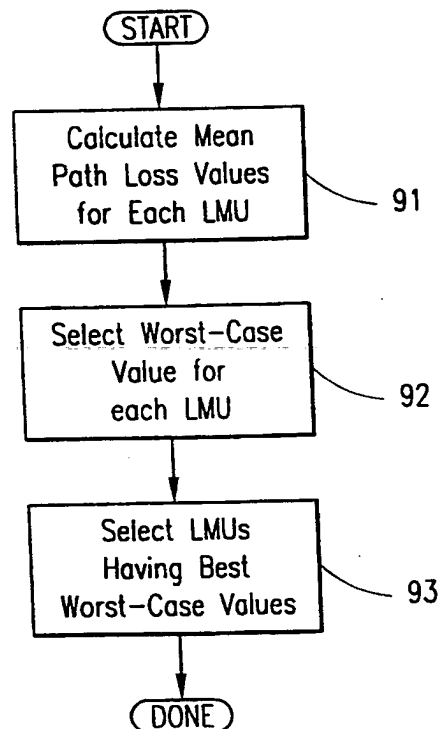 START
Calculate Mean
Path Loss Values
for Each LMU
91
Select Worst-Case
Value for
each LMU
92
Select LMUs
Having Best
Worst-Case Values
93
DONE